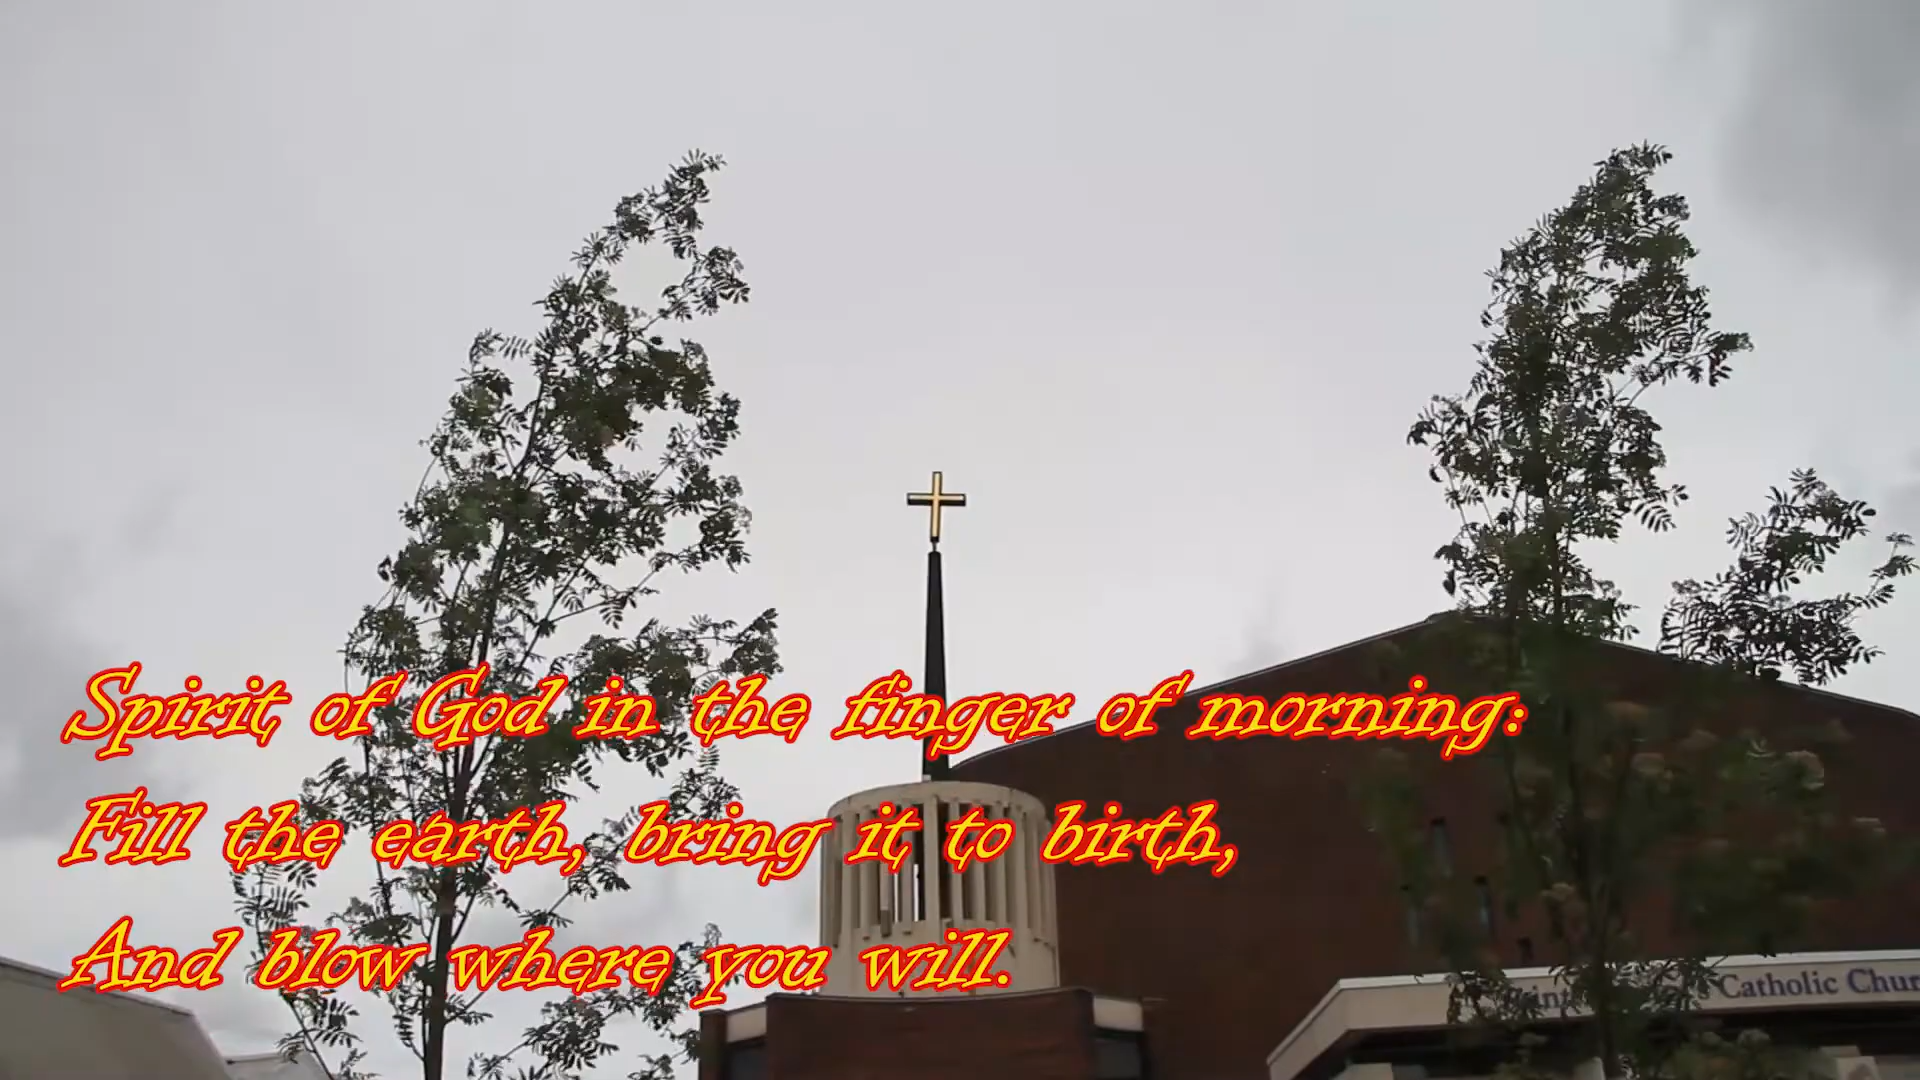 Spirit of God in the finger of morning:
Fill the earth, bring it to birth,
And blow where you will.
Catholic